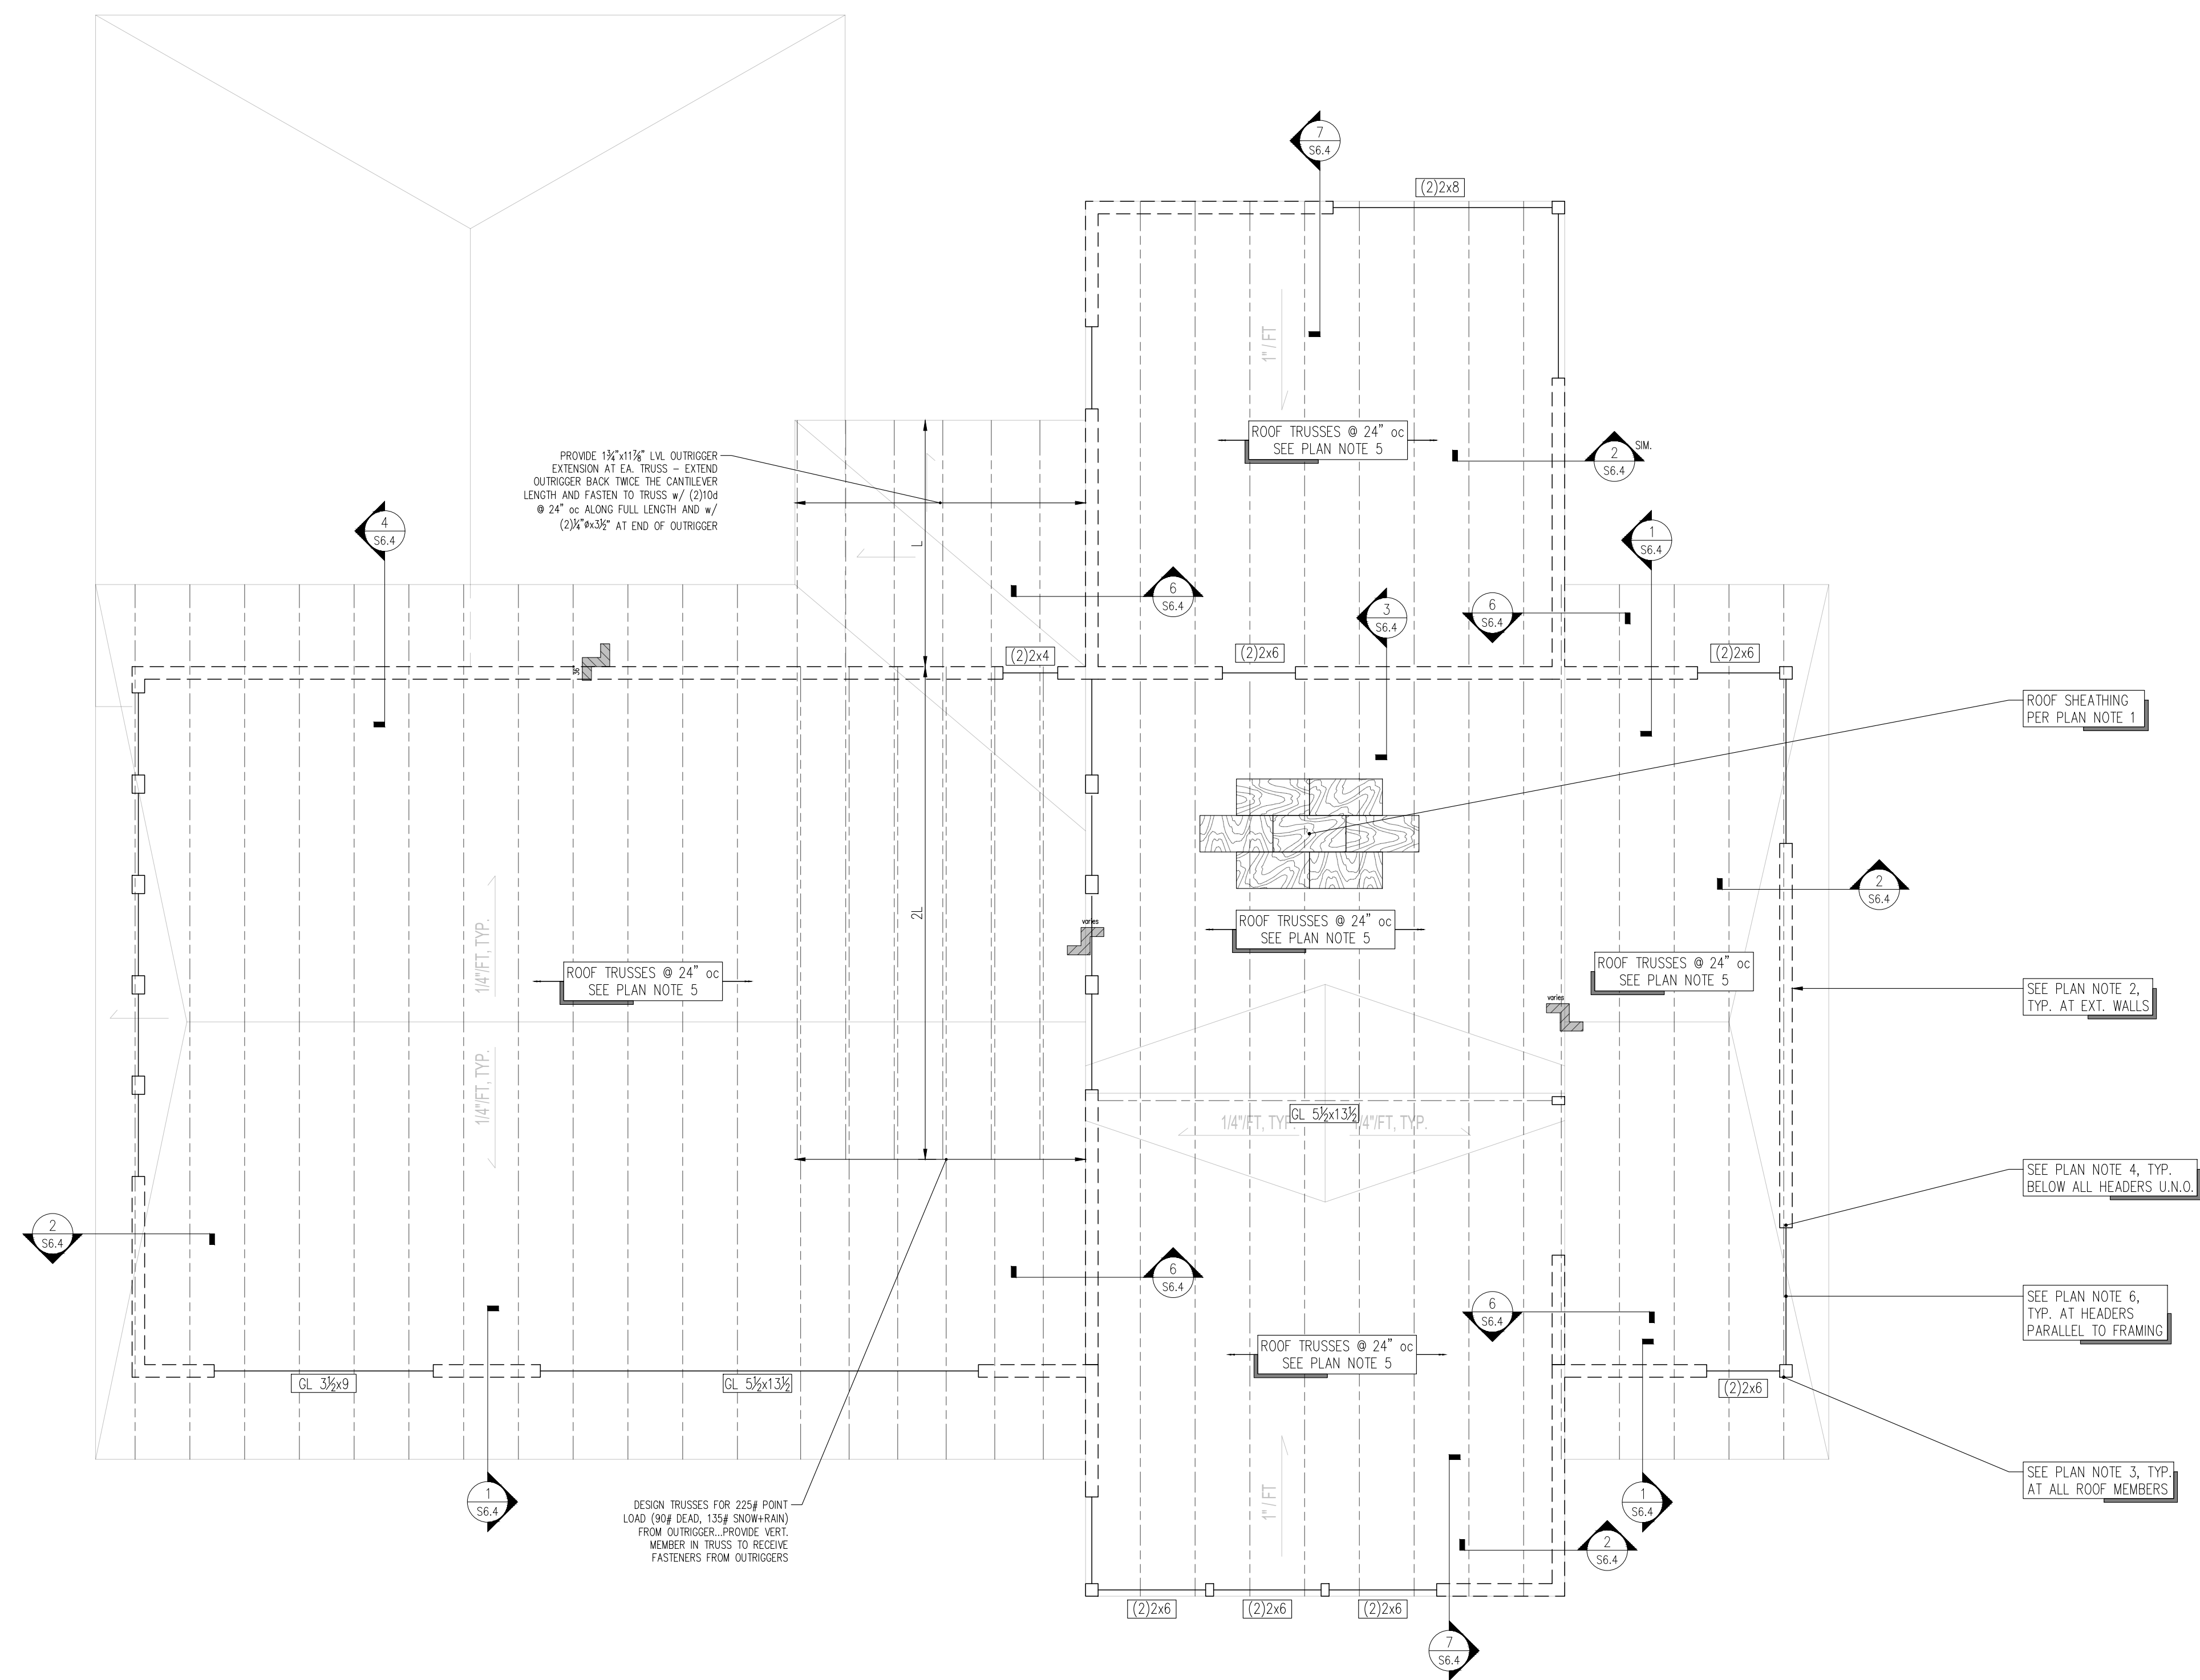 7
S6.4
(2)2x8
1" / FT
ROOF TRUSSES @ 24" oc
SEE PLAN NOTE 5
2
S6.4
SIM.
PROVIDE 1¾"x11⅞" LVL OUTRIGGER
EXTENSION AT EA. TRUSS – EXTEND
OUTRIGGER BACK TWICE THE CANTILEVER
LENGTH AND FASTEN TO TRUSS w/ (2)10d
@ 24" oc ALONG FULL LENGTH AND w/
(2)¼"øx3½" AT END OF OUTRIGGER
4
S6.4
L
1
S6.4
6
S6.4
3
S6.4
6
S6.4
(2)2x4
(2)2x6
(2)2x6
ROOF SHEATHING
PER PLAN NOTE 1
2
S6.4
2L
varies
ROOF TRUSSES @ 24" oc
SEE PLAN NOTE 5
1/4"/FT, TYP.
ROOF TRUSSES @ 24" oc
SEE PLAN NOTE 5
ROOF TRUSSES @ 24" oc
SEE PLAN NOTE 5
varies
SEE PLAN NOTE 2,
TYP. AT EXT. WALLS
1/4"/FT, TYP.
GL 5½x13½
1/4"/FT, TYP.
1/4"/FT, TYP.
SEE PLAN NOTE 4, TYP.
BELOW ALL HEADERS U.N.O.
2
S6.4
6
S6.4
6
S6.4
SEE PLAN NOTE 6,
TYP. AT HEADERS
PARALLEL TO FRAMING
ROOF TRUSSES @ 24" oc
SEE PLAN NOTE 5
GL 3½x9
GL 5½x13½
(2)2x6
SEE PLAN NOTE 3, TYP.
AT ALL ROOF MEMBERS
1
S6.4
DESIGN TRUSSES FOR 225# POINT
LOAD (90# DEAD, 135# SNOW+RAIN)
FROM OUTRIGGER...PROVIDE VERT.
MEMBER IN TRUSS TO RECEIVE
FASTENERS FROM OUTRIGGERS
1" / FT
1
S6.4
2
S6.4
(2)2x6
(2)2x6
(2)2x6
7
S6.4